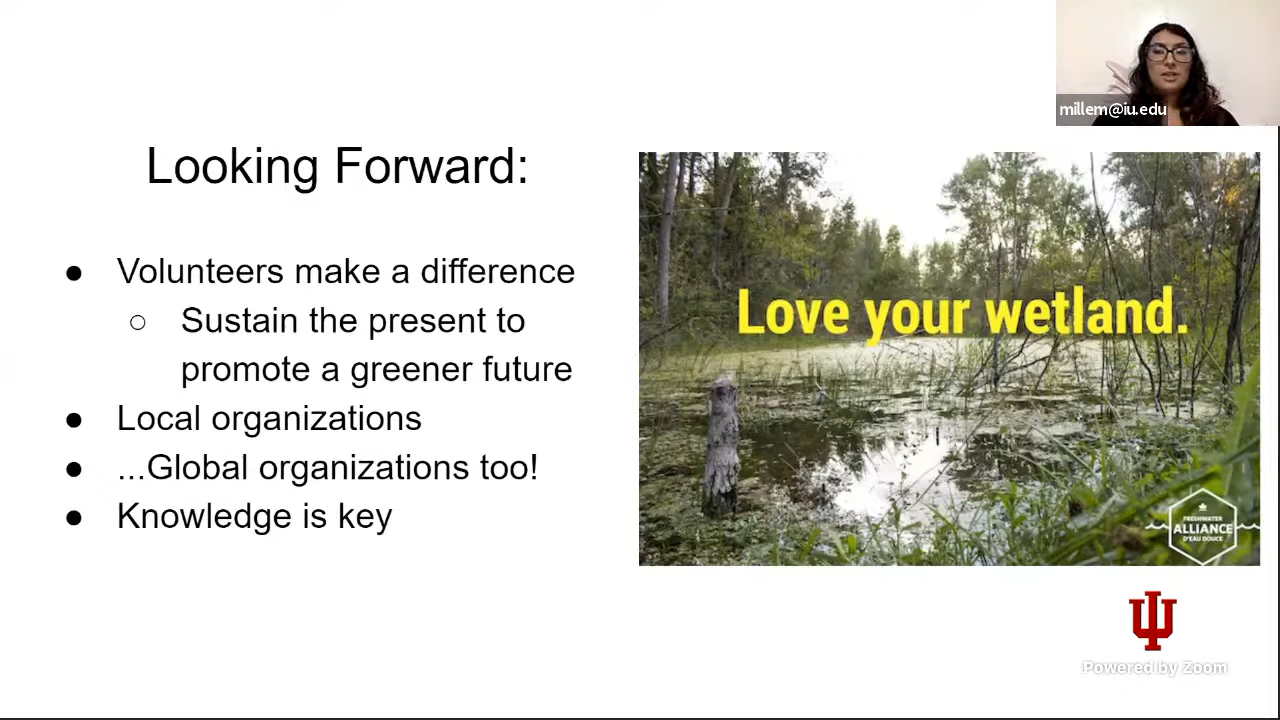 millem@iu.edu
Looking Forward:
● Volunteers make a difference
○ Sustain the present to
promote a greener future
● Local organizations
● ...Global organizations too!
● Knowledge is key
Love your wetland.
FRESHWATER
ALLIANCE
D'EAU DOUCE
Powered by Zoom